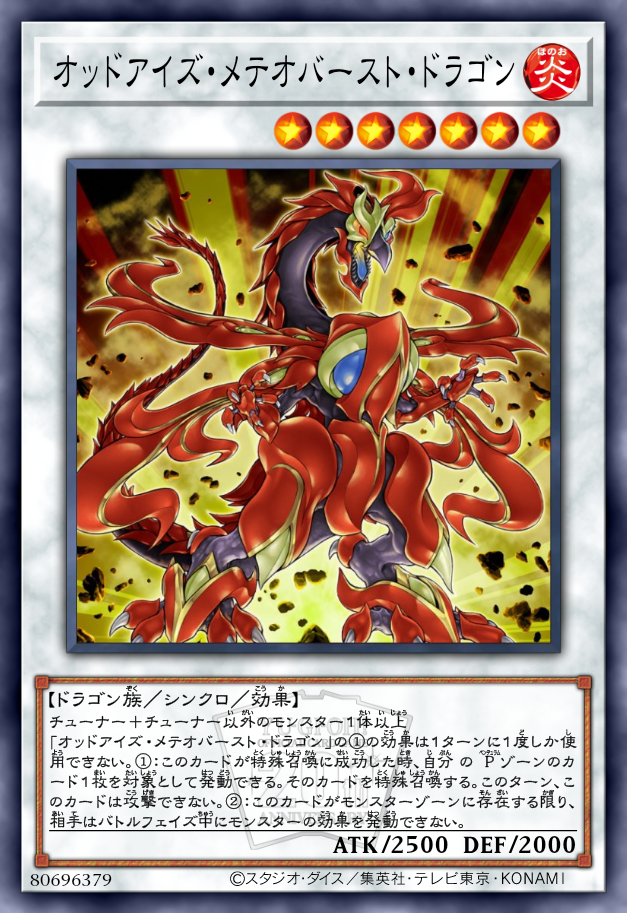 オッドアイズ・メテオバースト・ドラゴン
炎
ほのお
【ドラゴン族／シンクロ／効果】
チューナー＋チューナー以外のモンスター1体以上
「オッドアイズ・メテオバースト・ドラゴン」の①の効果は1ターンに1度しか使
用できない。①：このカードが特殊召喚に成功した時、自分 の Pゾーンのカ
ード1枚を対象として発動できる。そのカードを特殊召喚する。このターン、こ
のカードは攻撃できない。②：このカードがモンスターゾーンに存在する限り、
相手はバトルフェイズ中にモンスターの効果を発動できない。
ATK/2500 DEF/2000
80696379
©スタジオ・ダイス／集英社・テレビ東京・KONAMI